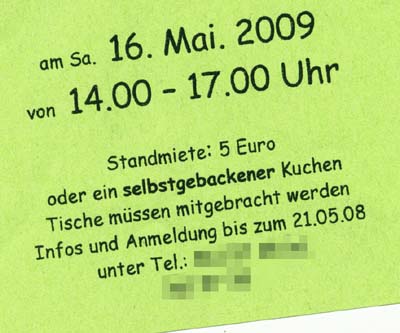 am Sa. 16. Mai. 2009
von 14.00 - 17.00 Uhr
Standmiete: 5 Euro
oder ein selbstgebackener Kuchen
Tische müssen mitgebracht werden
Infos und Anmeldung bis zum 21.05.08
unter Tel.: